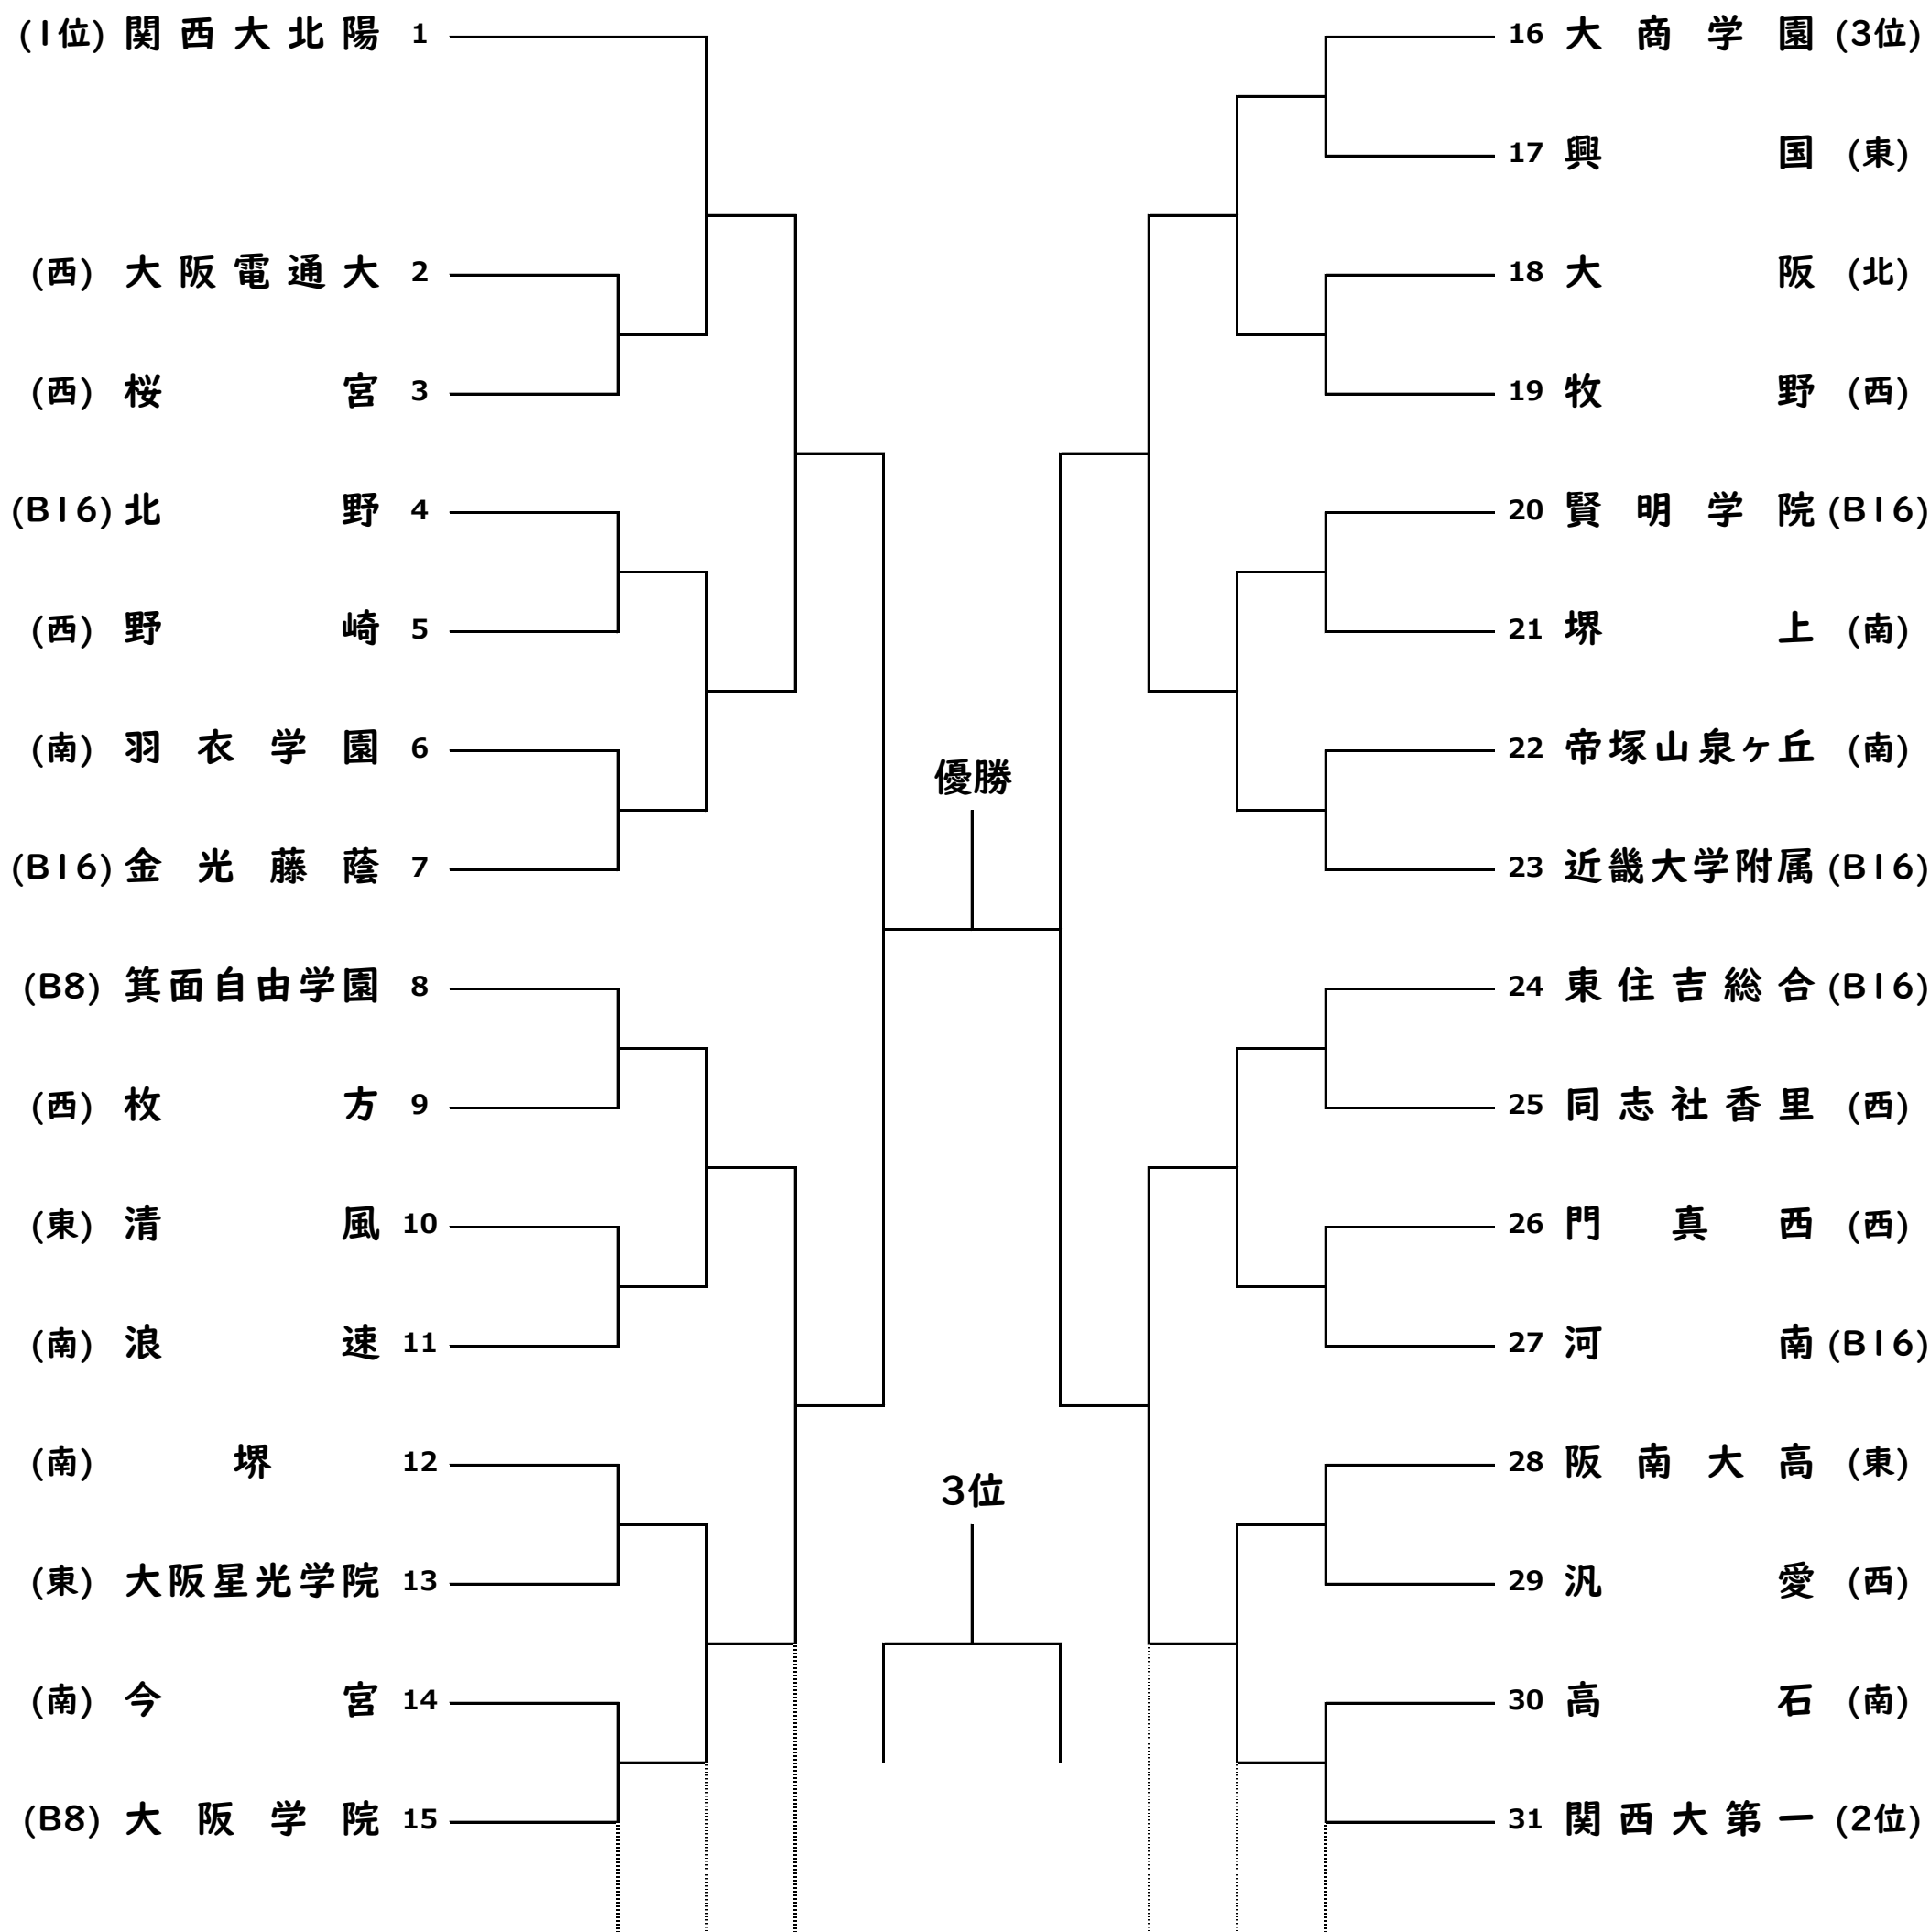 (1位) 関西大北陽 1
(西) 大阪電通大 2
(西) 桜宮 3
(B16) 北野 4
(西) 野崎 5
(南) 羽衣学園 6
(B16) 金光藤蔭 7
(B8) 箕面自由学園 8
(西) 枚方 9
(東) 清風 10
(南) 浪速 11
(南) 堺 12
(東) 大阪星光学院 13
(南) 今宮 14
(B8) 大阪学院 15
優勝
3位
16 大商学園 (3位)
17 興国 (東)
18 大阪 (北)
19 牧野 (西)
20 賢明学院 (B16)
21 堺上 (南)
22 帝塚山泉ヶ丘 (南)
23 近畿大学附属 (B16)
24 東住吉総合 (B16)
25 同志社香里 (西)
26 門真西 (西)
27 河南 (B16)
28 阪南大高 (東)
29 汎愛 (西)
30 高石 (南)
31 関西大第一 (2位)